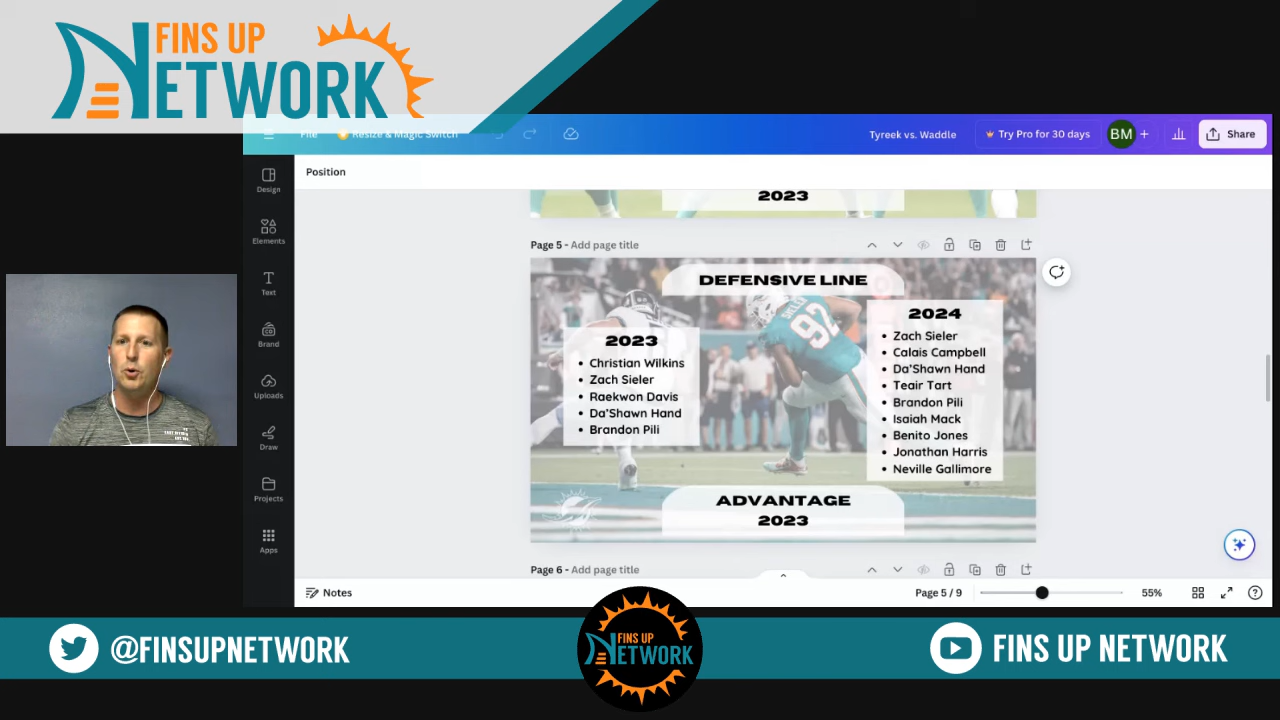 FINS UP
NETWORK
File
Resize & Magic Switch
Tyreek vs. Waddle
Try Pro for 30 days
BM
+
Share
Design
Elements
Text
Brand
Uploads
Draw
Projects
Apps
Position
2023
Page 5 - Add page title
DEFENSIVE LINE
2023
• Christian Wilkins
• Zach Sieler
• Raekwon Davis
• Da'Shawn Hand
• Brandon Pili
SIELER
92
2024
• Zach Sieler
• Calais Campbell
• Da'Shawn Hand
• Teair Tart
• Brandon Pili
• Isaiah Mack
• Benito Jones
• Jonathan Harris
• Neville Gallimore
ADVANTAGE
2023
Page 6 - Add page title
Notes
Page 5 / 9
55%
@FINSUPNETWORK
FINS UP
NETWORK
FINS UP NETWORK